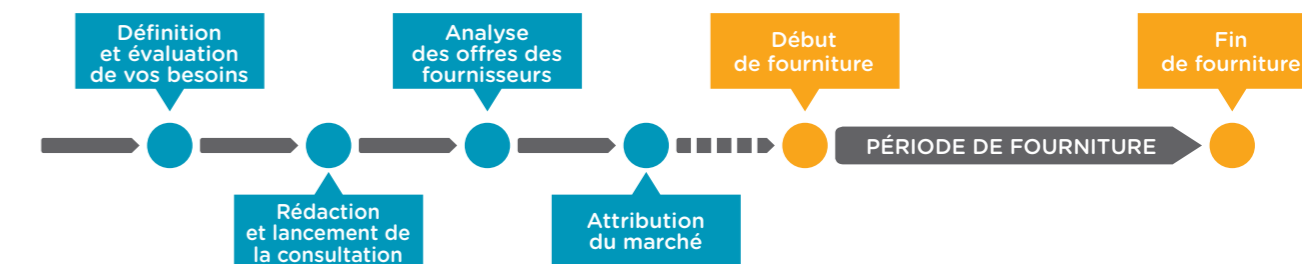 Définition
et évaluation
de vos besoins
Rédaction
et lancement de
la consultation
Analyse
des offres des
fournisseurs
Attribution
du marché
Début
de fourniture
PÉRIODE DE FOURNITURE
Fin
de fourniture